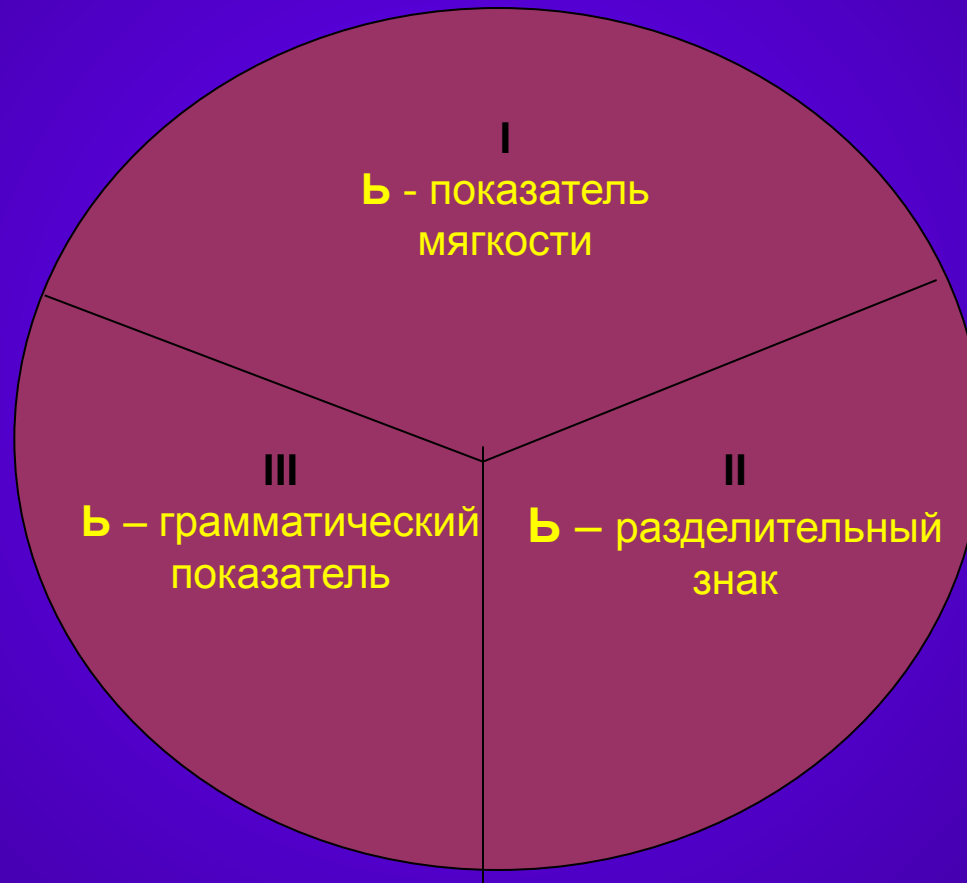 I
Ь - показатель
мягкости
III
Ь – грамматический
показатель
II
Ь – разделительный
знак